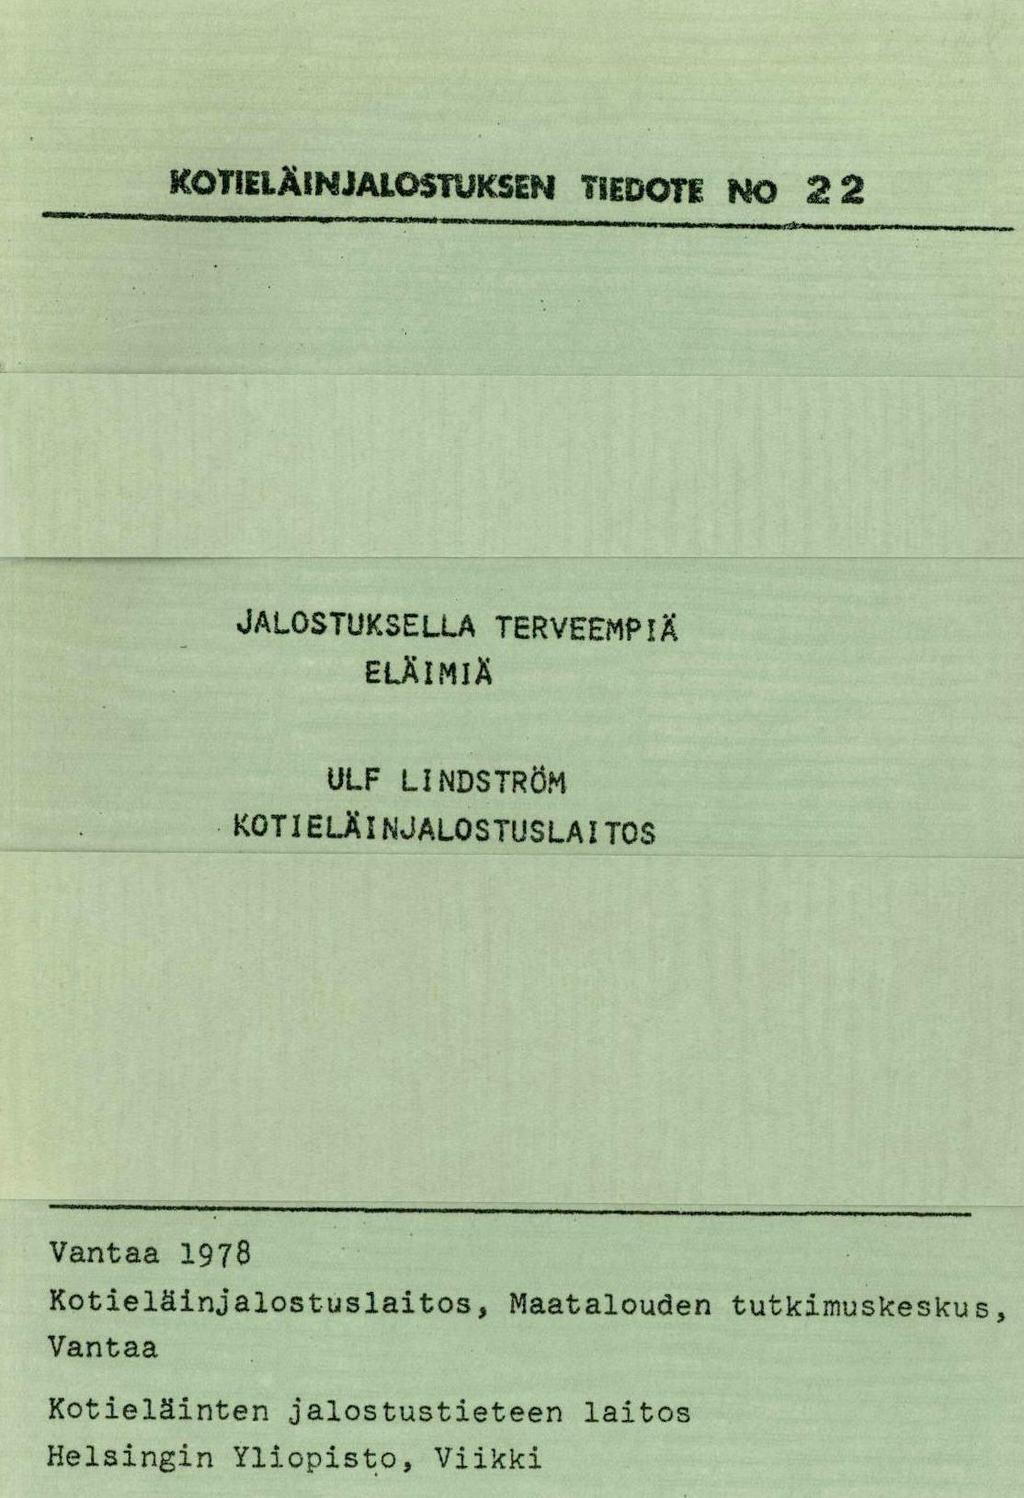 KOTIELÄINJALOSTUKSEN TIEDOTE NO 22
JALOSTUKSELLA TERVEEMPIÄ
ELÄIMIÄ
ULF LINDSTRÖM
KOTIELÄINJALOSTUSLAITOS
Vantaa 1978
Kotieläinjalostuslaitos, Maatalouden tutkimuskeskus,
Vantaa
Kotieläinten jalostustieteen laitos
Helsingin Yliopisto, Viikki